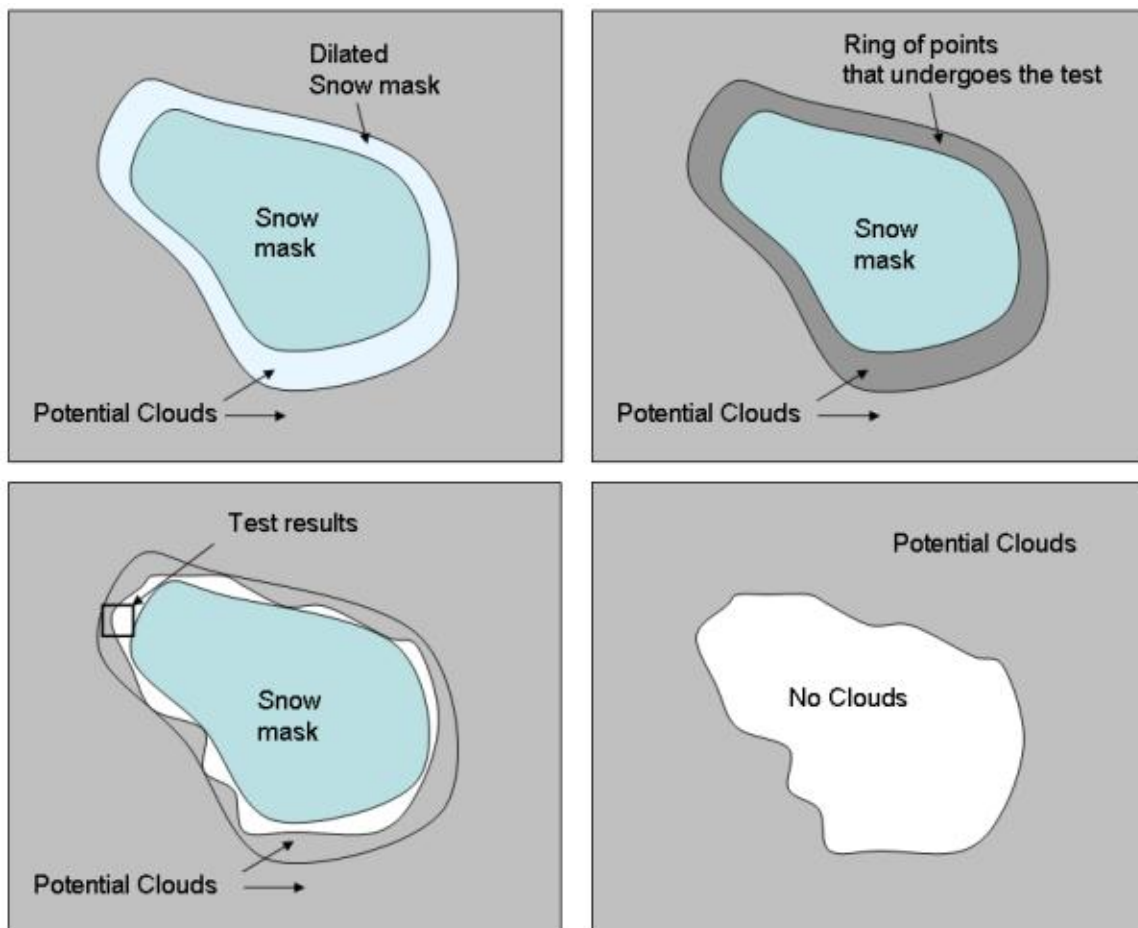 Dilated
Snow mask
Snow
mask
Potential Clouds
Ring of points
that undergoes the test
Snow
mask
Potential Clouds
Test results
Snow
mask
Potential Clouds
Potential Clouds
No Clouds